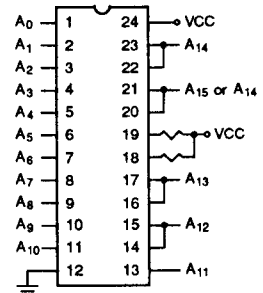 A0 1 24 VCC
A1 2 23 A14
A2 3 22
A3 4 21 A15 or A14
A4 5 20
A5 6 19 VCC
A6 7 18
A7 8 17 A13
A8 9 16
A9 10 15 A12
A10 11 14
12 13 A11